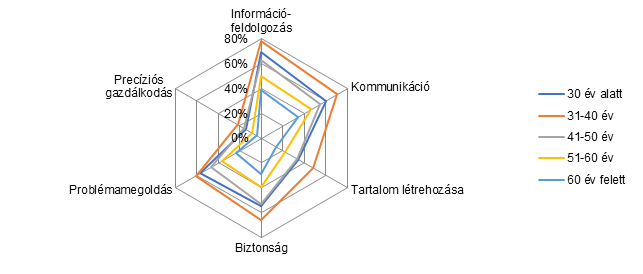 Információ-
feldolgozás
80%
60%
40%
20%
0%
Kommunikáció
Tartalom létrehozása
Biztonság
Problémamegoldás
Precíziós
gazdálkodás
30 év alatt
31-40 év
41-50 év
51-60 év
60 év felett